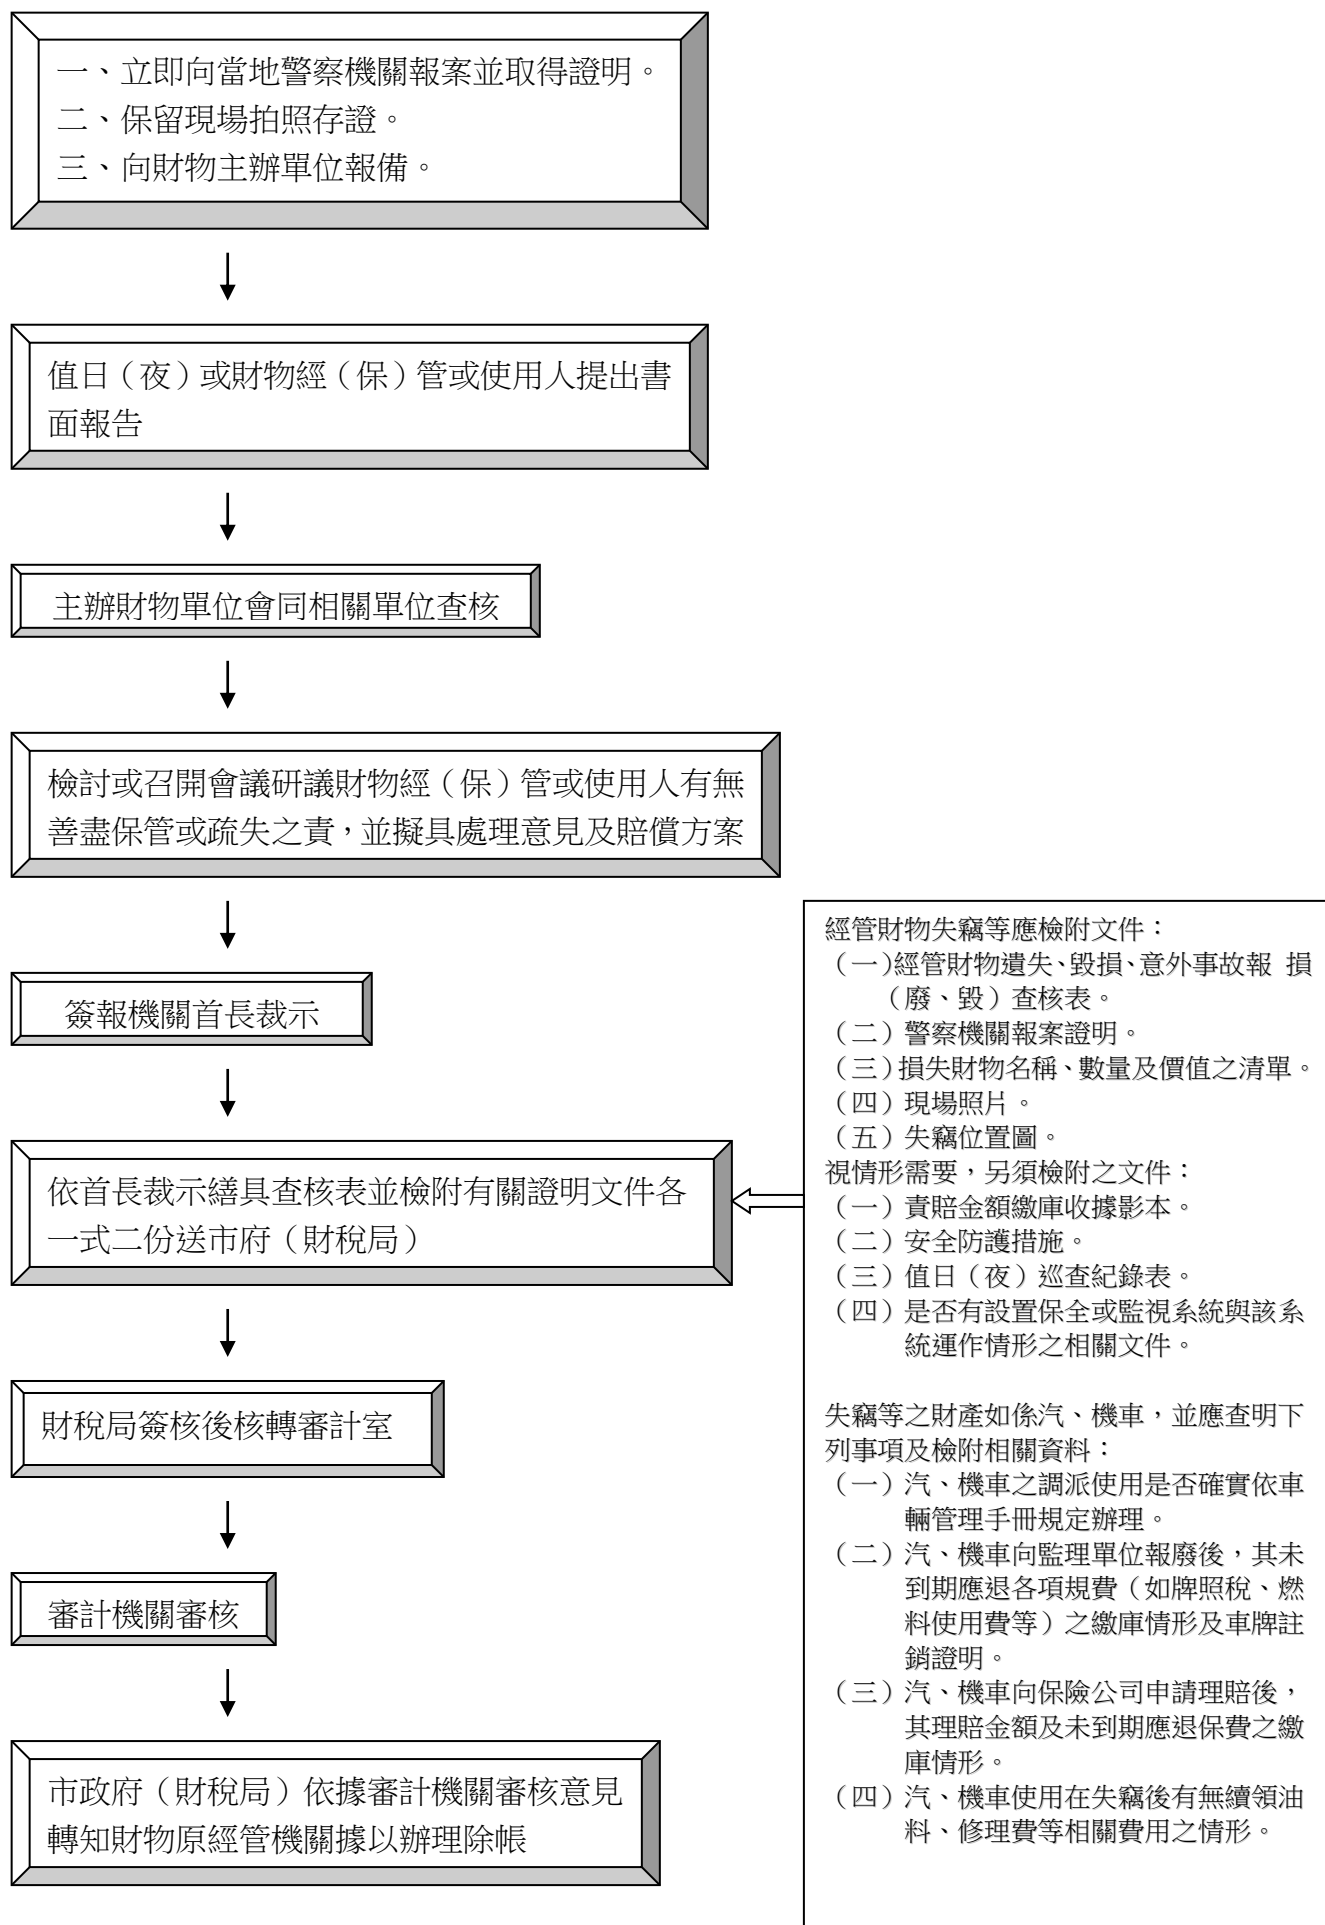 一、立即向當地警察機關報案並取得證明。
二、保留現場拍照存證。
三、向財物主辦單位報備。
值日（夜）或財物經（保）管或使用人提出書
面報告
主辦財物單位會同相關單位查核
檢討或召開會議研議財物經（保）管或使用人有無
善盡保管或疏失之責，並擬具處理意見及賠償方案
簽報機關首長裁示
依首長裁示繕具查核表並檢附有關證明文件各
一式二份送市府（財稅局）
財稅局簽核後核轉審計室
審計機關審核
市政府（財稅局）依據審計機關審核意見
轉知財物原經管機關據以辦理除帳
經管財物失竊等應檢附文件：
（一）經管財物遺失、毀損、意外事故報 損
（廢、毀）查核表。
（二）警察機關報案證明。
（三）損失財物名稱、數量及價值之清單。
（四）現場照片。
（五）失竊位置圖。
視情形需要，另須檢附之文件：
（一）責賠金額繳庫收據影本。
（二）安全防護措施。
（三）值日（夜）巡查紀錄表。
（四）是否有設置保全或監視系統與該系
統運作情形之相關文件。
失竊等之財產如係汽、機車，並應查明下
列事項及檢附相關資料：
（一）汽、機車之調派使用是否確實依車
輛管理手冊規定辦理。
（二）汽、機車向監理單位報廢後，其未
到期應退各項規費（如牌照稅、燃
料使用費等）之繳庫情形及車牌註
銷證明。
（三）汽、機車向保險公司申請理賠後，
其理賠金額及未到期應退保費之繳
庫情形。
（四）汽、機車使用在失竊後有無續領油
料、修理費等相關費用之情形。